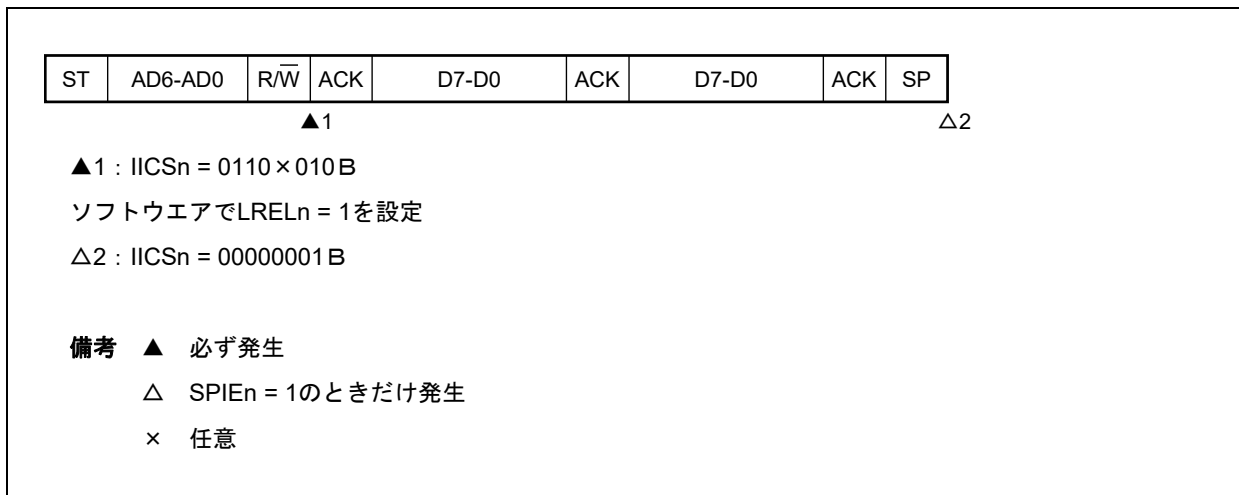 ST AD6-AD0 R/W̅ ACK D7-D0 ACK D7-D0 ACK SP
▲1 △2
▲1：IICSn = 0110×010B
ソフトウエアでLRELn = 1を設定
△2：IICSn = 00000001B
備考 ▲ 必ず発生
△ SPIEn = 1のときだけ発生
× 任意